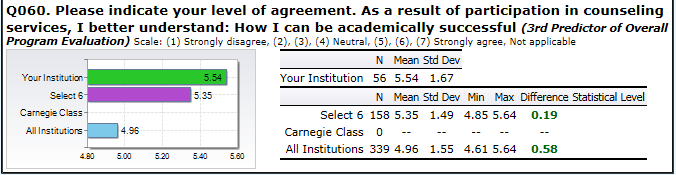 Q060. Please indicate your level of agreement. As a result of participation in counseling
services, I better understand: How I can be academically successful (3rd Predictor of Overall
Program Evaluation) Scale: (1) Strongly disagree, (2), (3), (4) Neutral, (5), (6), (7) Strongly agree, Not applicable
Your Institution 5.54
Select 6 5.35
Carnegie Class
All Institutions 4.96
4.80 5.00 5.20 5.40 5.60
N Mean Std Dev
Your Institution 56 5.54 1.67
N Mean Std Dev Min Max Difference Statistical Level
Select 6 158 5.35 1.49 4.85 5.64 0.19
Carnegie Class 0 -- -- -- -- --
All Institutions 339 4.96 1.55 4.61 5.64 0.58